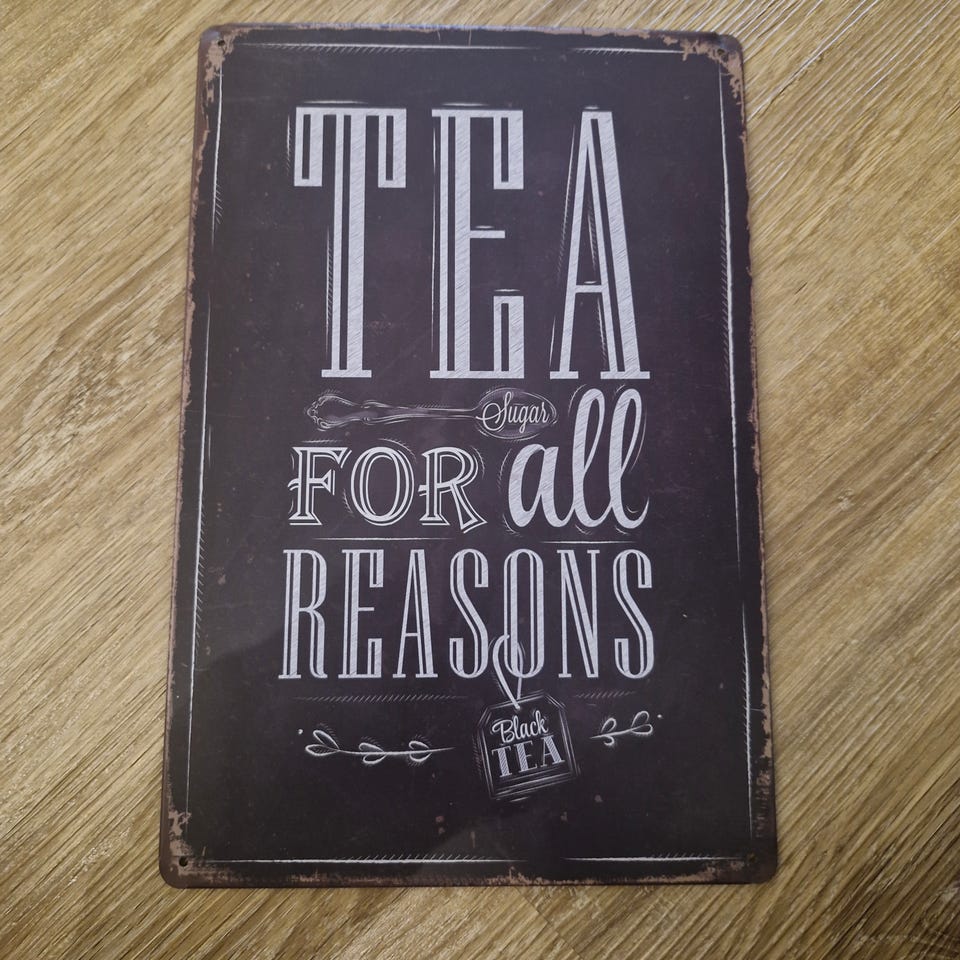 TEA
Sugar
FOR all
REASONS
Black
TEA